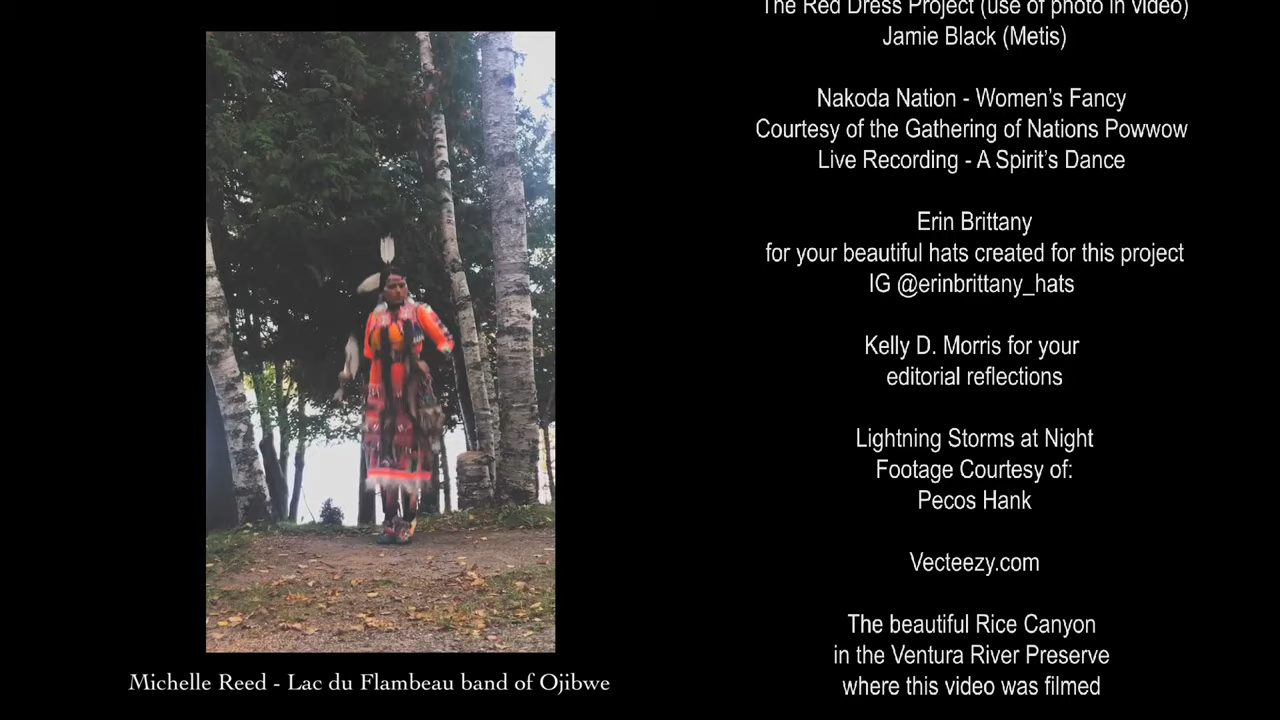 The Red Dress Project (use of photo in video)
Jamie Black (Metis)
Nakoda Nation - Women's Fancy
Courtesy of the Gathering of Nations Powwow
Live Recording - A Spirit's Dance
Erin Brittany
for your beautiful hats created for this project
IG @erinbrittany_hats
Kelly D. Morris for your
editorial reflections
Lightning Storms at Night
Footage Courtesy of:
Pecos Hank
Vecteezy.com
The beautiful Rice Canyon
in the Ventura River Preserve
where this video was filmed
Michelle Reed - Lac du Flambeau band of Ojibwe